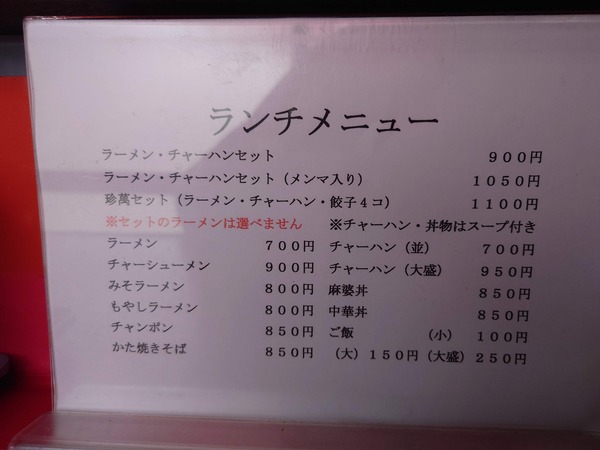 ランチメニュー
ラーメン・チャーハンセット 900円
ラーメン・チャーハンセット（メンマ入り） 1050円
珍萬セット（ラーメン・チャーハン・餃子4コ） 1100円
※セットのラーメンは選べません ※チャーハン・丼物はスープ付き
ラーメン 700円 チャーハン（並） 700円
チャーシューメン 900円 チャーハン（大盛） 950円
みそラーメン 800円 麻婆丼 850円
もやしラーメン 800円 中華丼 850円
チャンポン 850円 ご飯 （小） 100円
かた焼きそば 850円 （大）150円（大盛）250円